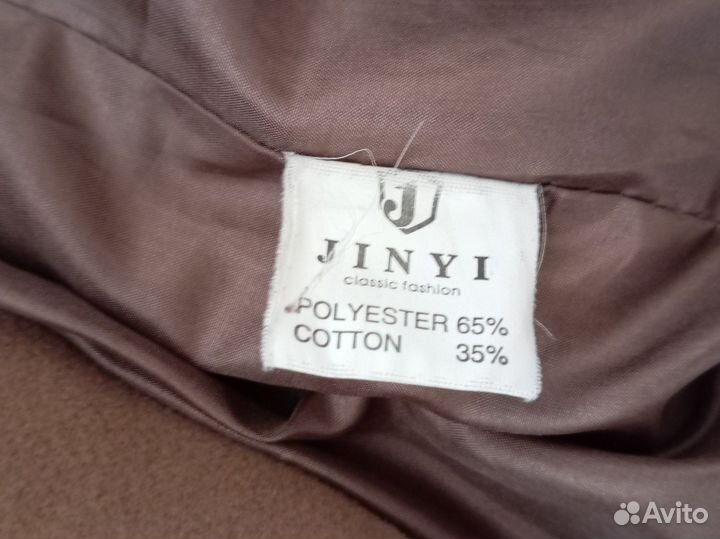 J
JINYI
classic fashion
POLYESTER 65%
COTTON 35%
Avito